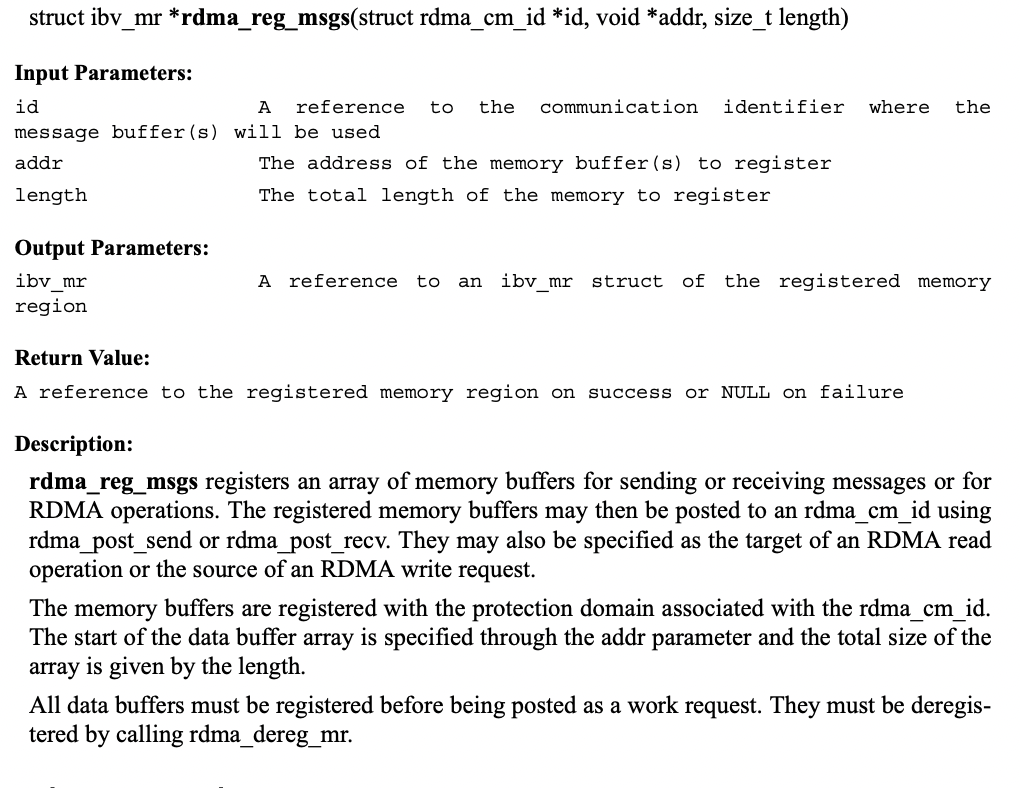 struct ibv_mr *rdma_reg_msgs(struct rdma_cm_id *id, void *addr, size_t length)
Input Parameters:
id A reference to the communication identifier where the
message buffer(s) will be used
addr The address of the memory buffer(s) to register
length The total length of the memory to register
Output Parameters:
ibv_mr A reference to an ibv_mr struct of the registered memory
region
Return Value:
A reference to the registered memory region on success or NULL on failure
Description:
rdma_reg_msgs registers an array of memory buffers for sending or receiving messages or for
RDMA operations. The registered memory buffers may then be posted to an rdma_cm_id using
rdma_post_send or rdma_post_recv. They may also be specified as the target of an RDMA read
operation or the source of an RDMA write request.
The memory buffers are registered with the protection domain associated with the rdma_cm_id.
The start of the data buffer array is specified through the addr parameter and the total size of the
array is given by the length.
All data buffers must be registered before being posted as a work request. They must be deregis-
tered by calling rdma_dereg_mr.